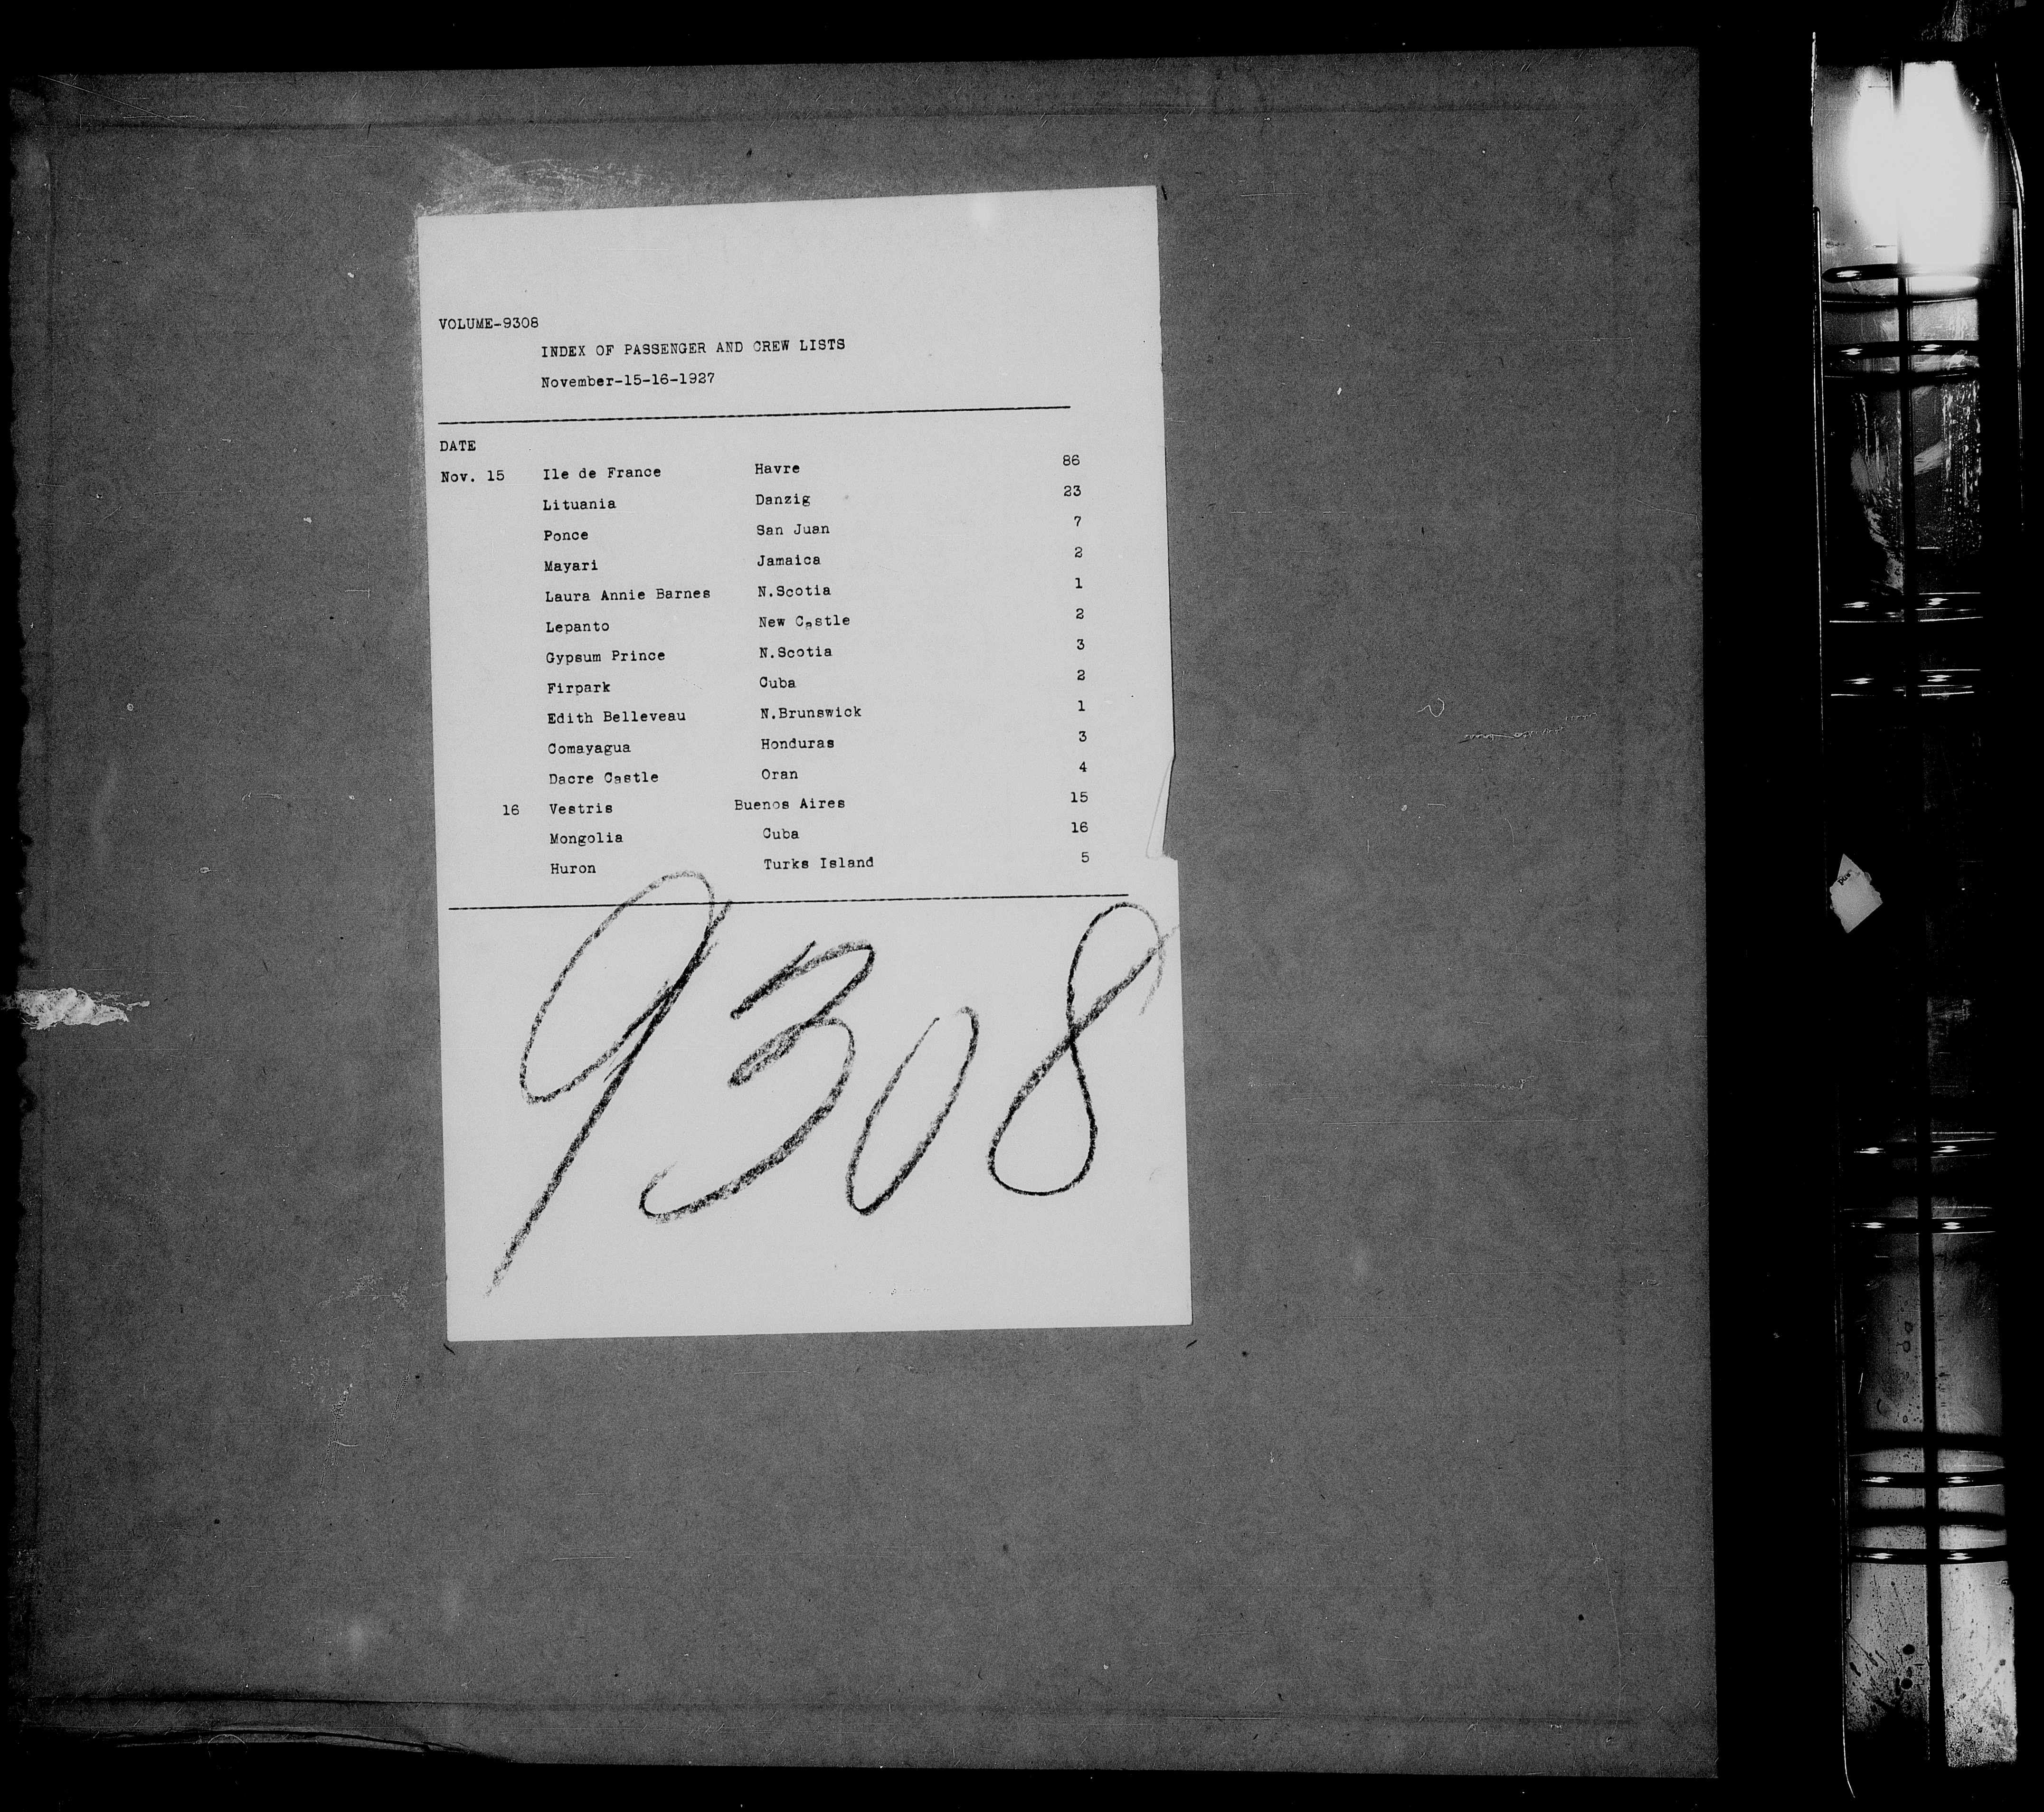 VOLUME-9308
INDEX OF PASSENGER AND CREW LISTS
November-15-16-1927
DATE
Nov. 15 Ile de France Havre 86
Lituania Danzig 23
Ponce San Juan 7
Mayari Jamaica 2
Laura Annie Barnes N.Scotia 1
Lepanto New Castle 2
Gypsum Prince N.Scotia 3
Firpark Cuba 2
Edith Belleveau N.Brunswick 1
Comayagua Honduras 3
Dacre Castle Oran 4
16 Vestris Buenos Aires 15
Mongolia Cuba 16
Huron Turks Island 5
9308